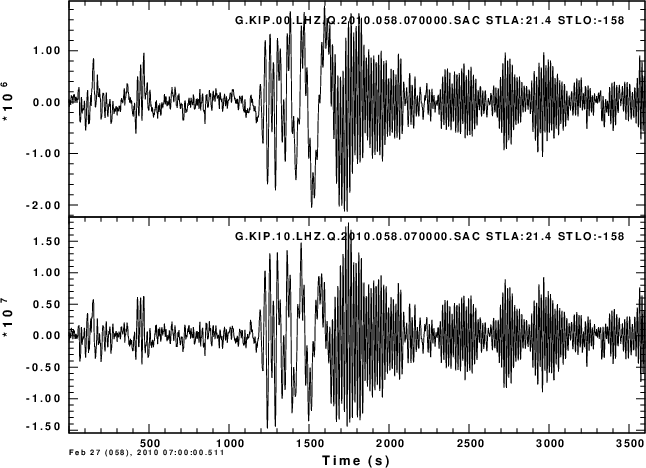 G.KIP.00.LHZ.Q.2010.058.070000.SAC STLA:21.4 STLO:-158
1.00
0.00
-1.00
-2.00
*10 6
G.KIP.10.LHZ.Q.2010.058.070000.SAC STLA:21.4 STLO:-158
1.50
1.00
0.50
0.00
-0.50
-1.00
-1.50
*10 7
500 1000 1500 2000 2500 3000 3500
Feb 27 (058), 2010 07:00:00.511
Time (s)